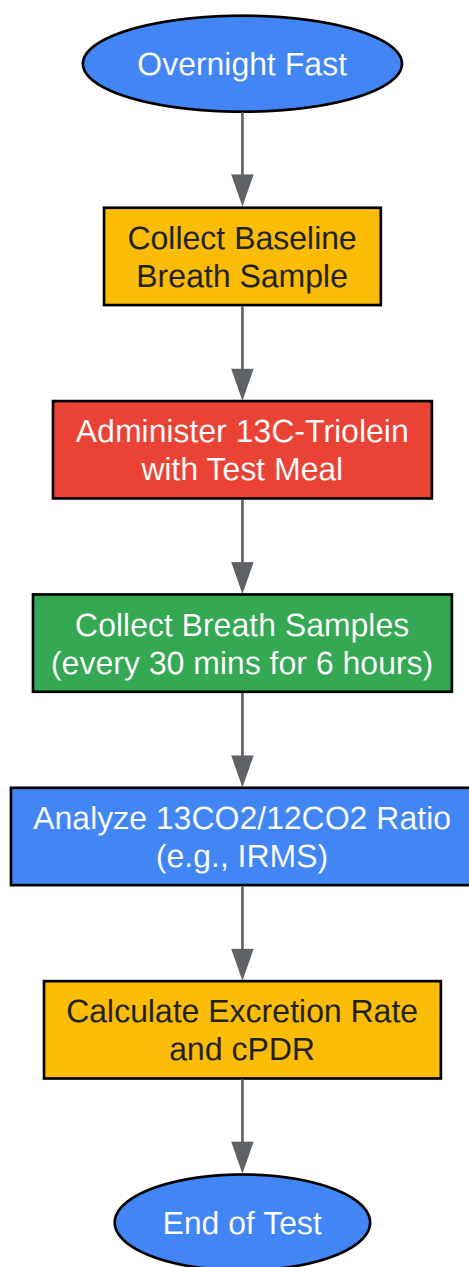 Overnight Fast
Collect Baseline
Breath Sample
Administer 13C-Triolein
with Test Meal
Collect Breath Samples
(every 30 mins for 6 hours)
Analyze 13CO2/12CO2 Ratio
(e.g., IRMS)
Calculate Excretion Rate
and cPDR
End of Test